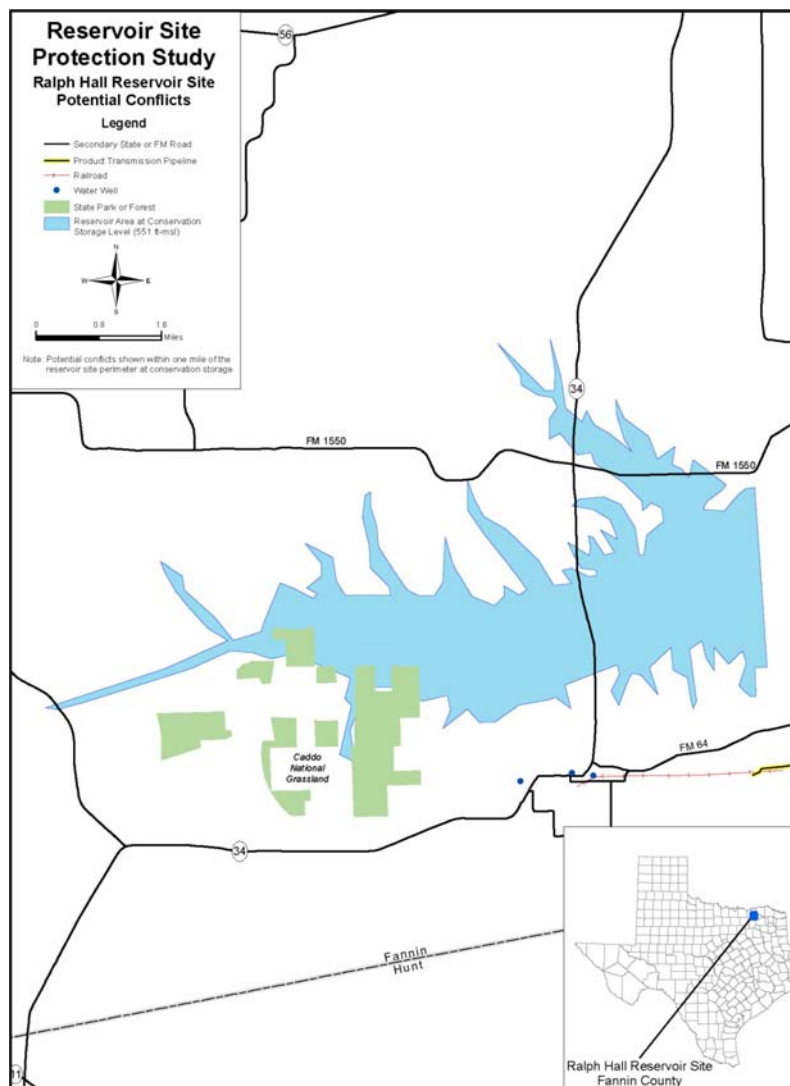 Reservoir Site
Protection Study
Ralph Hall Reservoir Site
Potential Conflicts
Legend
Secondary State or FM Road
Product Transmission Pipeline
Railroad
Water Well
State Park or Forest
Reservoir Area at Conservation
Storage Level (551 ft-msl)
N
W E
S
0 0.9 1.8
Miles
Note: Potential conflicts shown within one mile of the
reservoir site perimeter at conservation storage
56
34
FM 1550
FM 1550
FM 64
Caddo
National
Grassland
34
Fannin
Hunt
11
Ralph Hall Reservoir Site
Fannin County